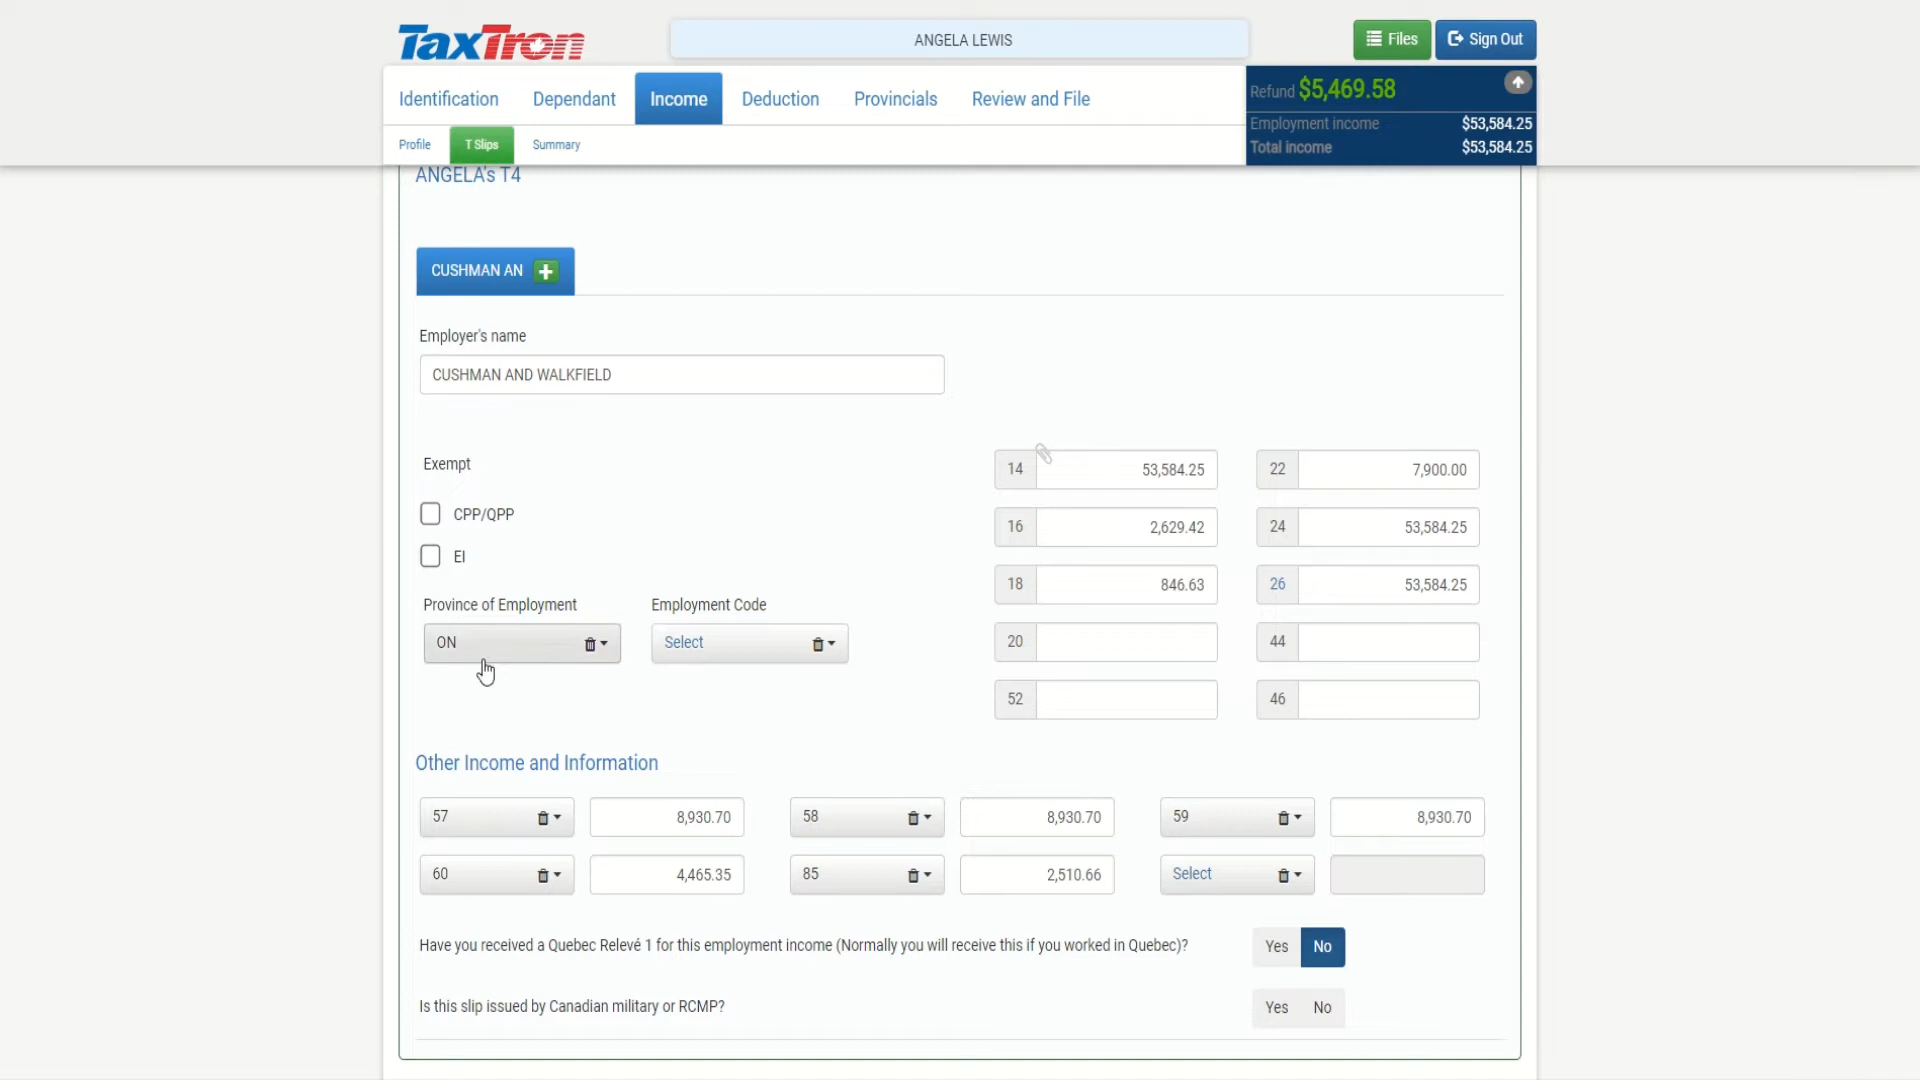 TaxTron
ANGELA LEWIS
Files
Sign Out
Identification
Dependant
Income
Deduction
Provincials
Review and File
Refund $5,469.58
Employment income $53,584.25
Total income $53,584.25
Profile
T Slips
Summary
ANGELA's T4
CUSHMAN AN
Employer's name
CUSHMAN AND WALKFIELD
Exempt
CPP/QPP
EI
Province of Employment
Employment Code
ON
Select
14 53,584.25
22 7,900.00
16 2,629.42
24 53,584.25
18 846.63
26 53,584.25
20
44
52
46
Other Income and Information
57 8,930.70
58 8,930.70
59 8,930.70
60 4,465.35
85 2,510.66
Select
Have you received a Quebec Relevé 1 for this employment income (Normally you will receive this if you worked in Quebec)?
Yes No
Is this slip issued by Canadian military or RCMP?
Yes No